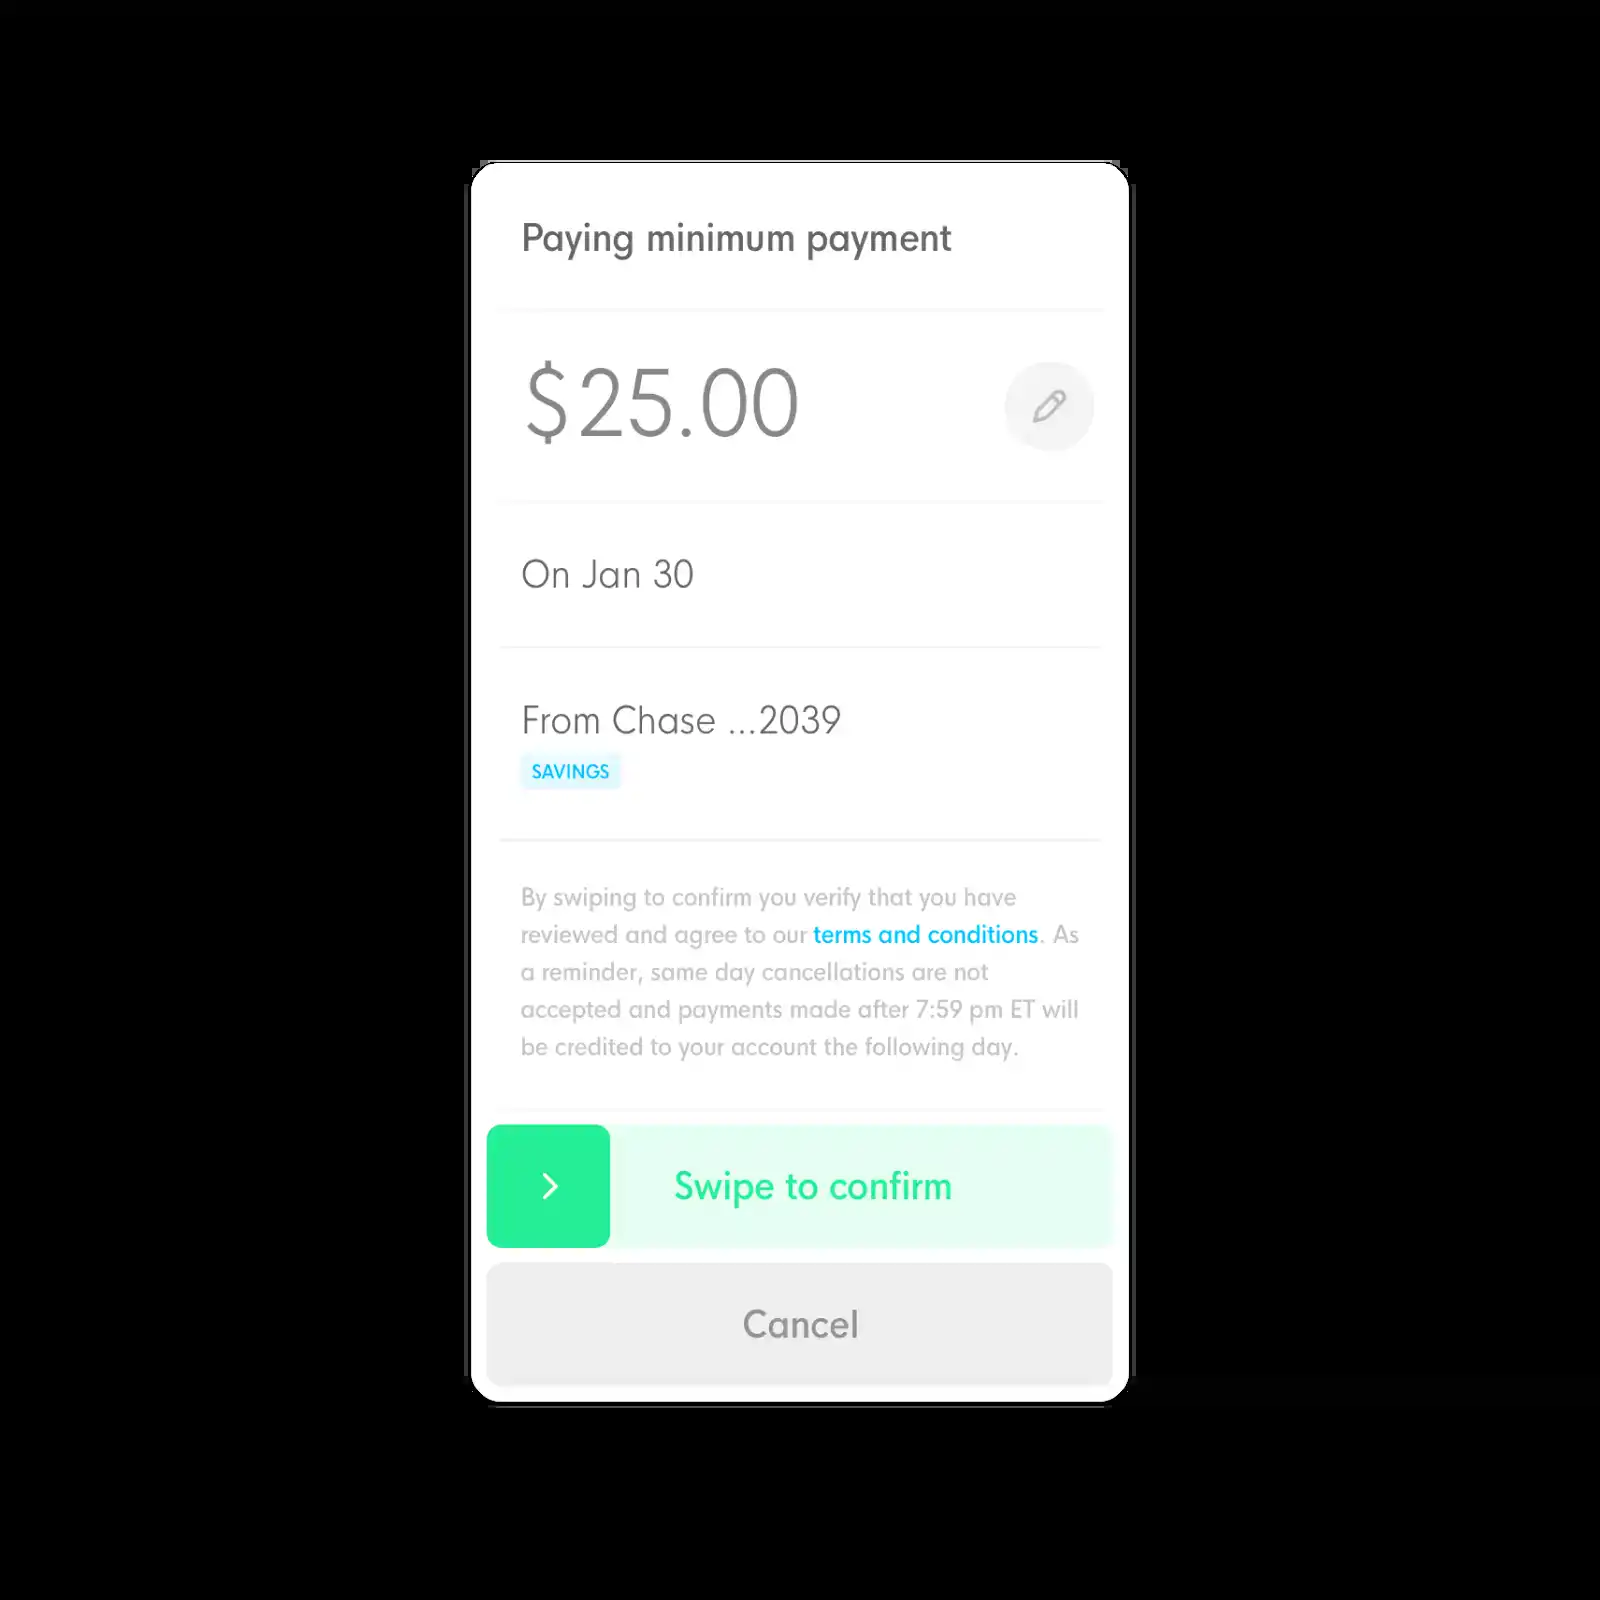 Paying minimum payment
$25.00
On Jan 30
From Chase ...2039
SAVINGS
By swiping to confirm you verify that you have
reviewed and agree to our terms and conditions. As
a reminder, same day cancellations are not
accepted and payments made after 7:59 pm ET will
be credited to your account the following day.
Swipe to confirm
Cancel